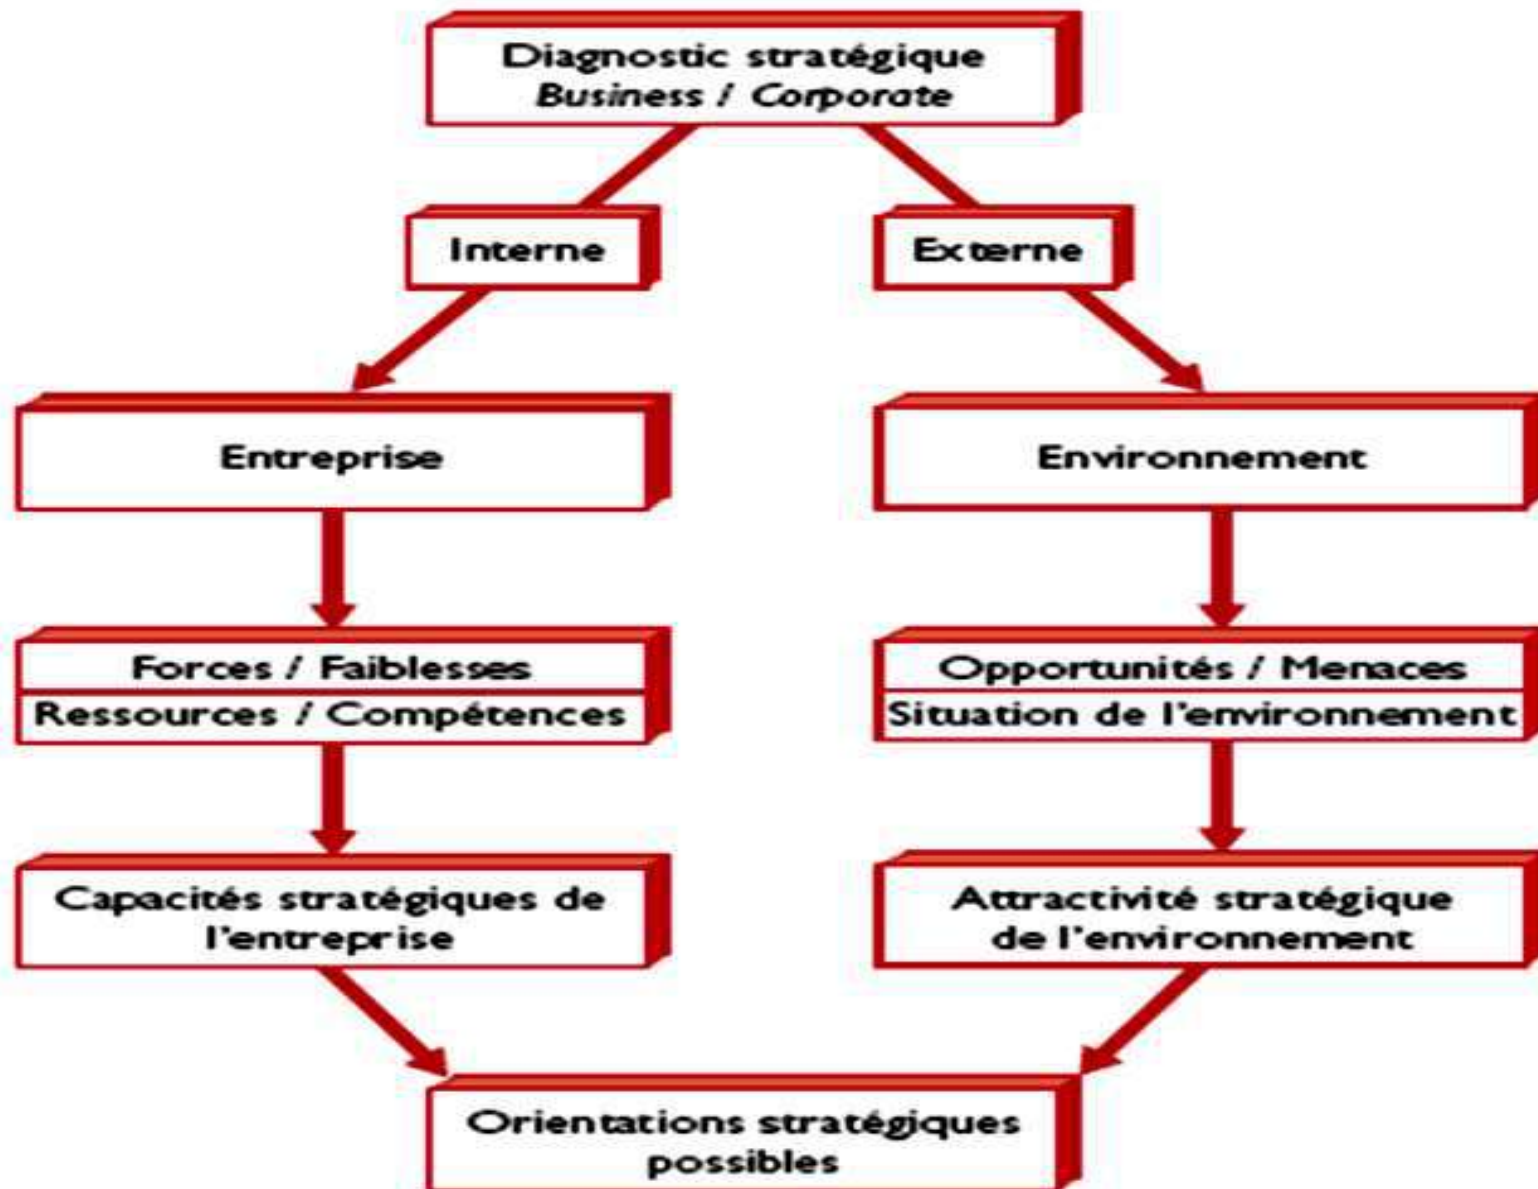 Diagnostic stratégique
Business / Corporate
Interne
Externe
Entreprise
Environnement
Forces / Faiblesses
Ressources / Compétences
Opportunités / Menaces
Situation de l'environnement
Capacités stratégiques de
l'entreprise
Attractivité stratégique
de l'environnement
Orientations stratégiques
possibles